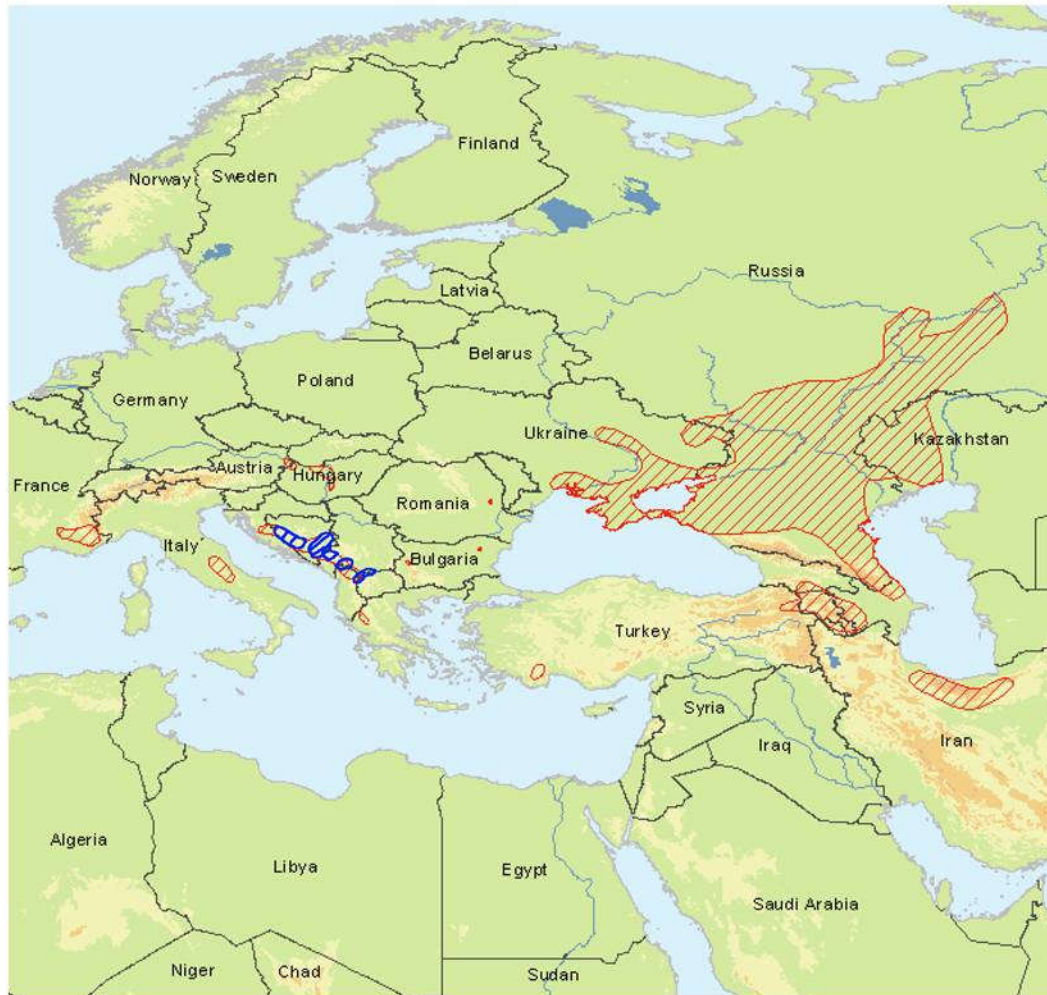 Finland
Norway
Sweden
Russia
Latvia
Belarus
Poland
Germany
Ukraine
Kazakhstan
Austria
Hungary
France
Romania
Italy
Bulgaria
Turkey
Syria
Iraq
Iran
Algeria
Libya
Egypt
Saudi Arabia
Niger
Chad
Sudan